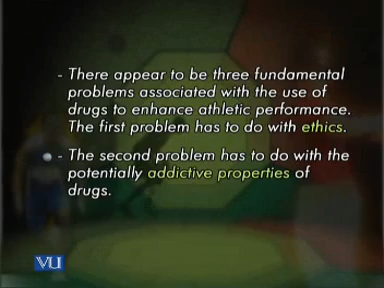 - There appear to be three fundamental
problems associated with the use of
drugs to enhance athletic performance.
The first problem has to do with ethics.
- The second problem has to do with the
potentially addictive properties of
drugs.
VU